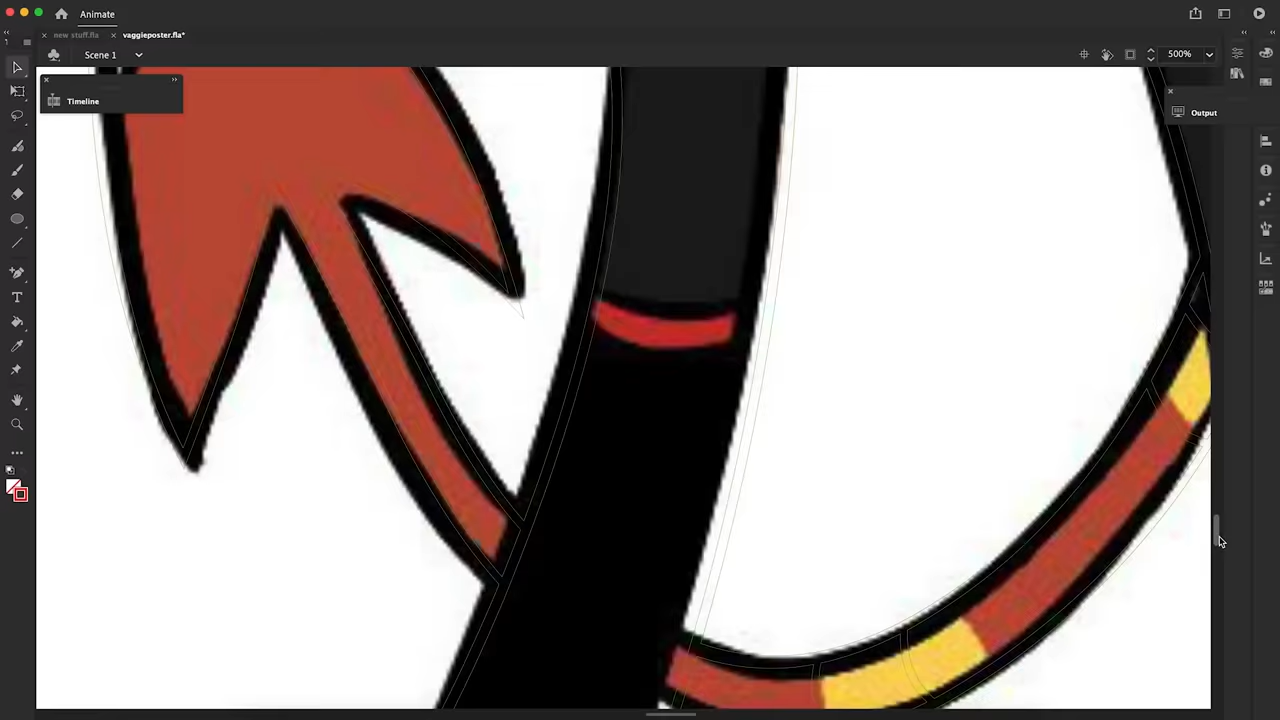 Animate
new stuff.fla
vaggieposter.fla*
Scene 1
500%
Timeline
Output